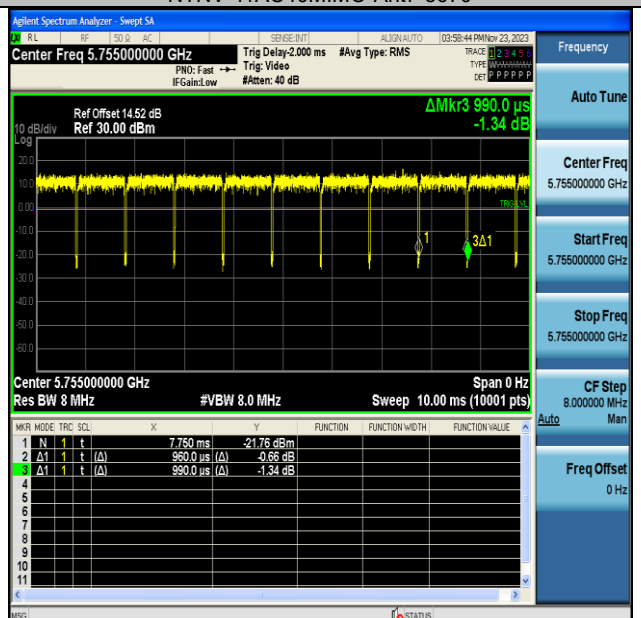 Agilent Spectrum Analyzer - Swept SA
RL RF 50 Ω AC SENSE:INT ALIGN AUTO 03:58:44 PM Nov 23, 2023
Center Freq 5.755000000 GHz Trig Delay-2.000 ms #Avg Type: RMS TRACE 1 2 3 4 5 6
PNO: Fast Trig: Video TYPE
IFGain:Low #Atten: 40 dB DET P P P P P P
Frequency
Auto Tune
Ref Offset 14.52 dB ΔMkr3 990.0 µs
10 dB/div Ref 30.00 dBm -1.34 dB
Log
20.0
10.0
0.00
TRIG LVL
-10.0
1 3Δ1
-20.0
-30.0
-40.0
-50.0
-60.0
Center 5.755000000 GHz Span 0 Hz
Res BW 8 MHz #VBW 8.0 MHz Sweep 10.00 ms (10001 pts)
Center Freq
5.755000000 GHz
Start Freq
5.755000000 GHz
Stop Freq
5.755000000 GHz
CF Step
8.000000 MHz
Auto Man
Freq Offset
0 Hz
MKR MODE TRC SCL X Y FUNCTION FUNCTION WIDTH FUNCTION VALUE
1 N 1 t 7.750 ms -21.76 dBm
2 Δ1 1 t (Δ) 960.0 µs (Δ) -0.66 dB
3 Δ1 1 t (Δ) 990.0 µs (Δ) -1.34 dB
4
5
6
7
8
9
10
11
MSG STATUS